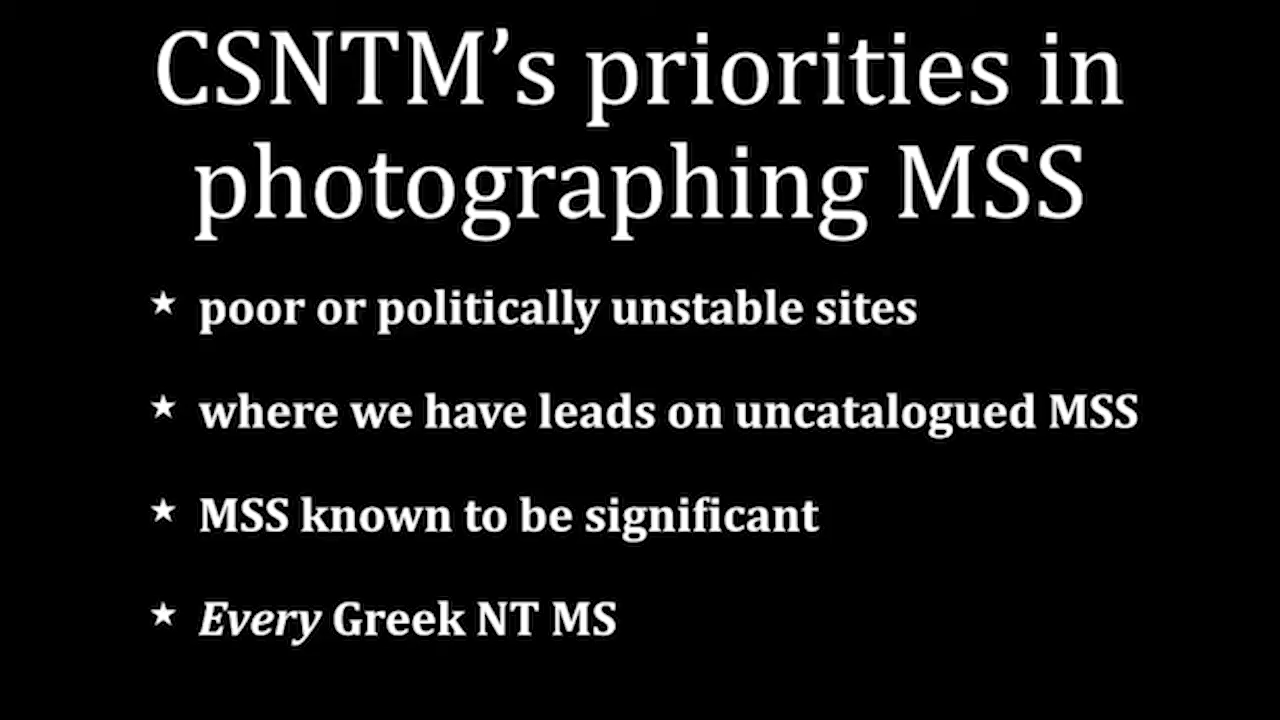 CSNTM’s priorities in
photographing MSS
★ poor or politically unstable sites
★ where we have leads on uncatalogued MSS
★ MSS known to be significant
★ Every Greek NT MS